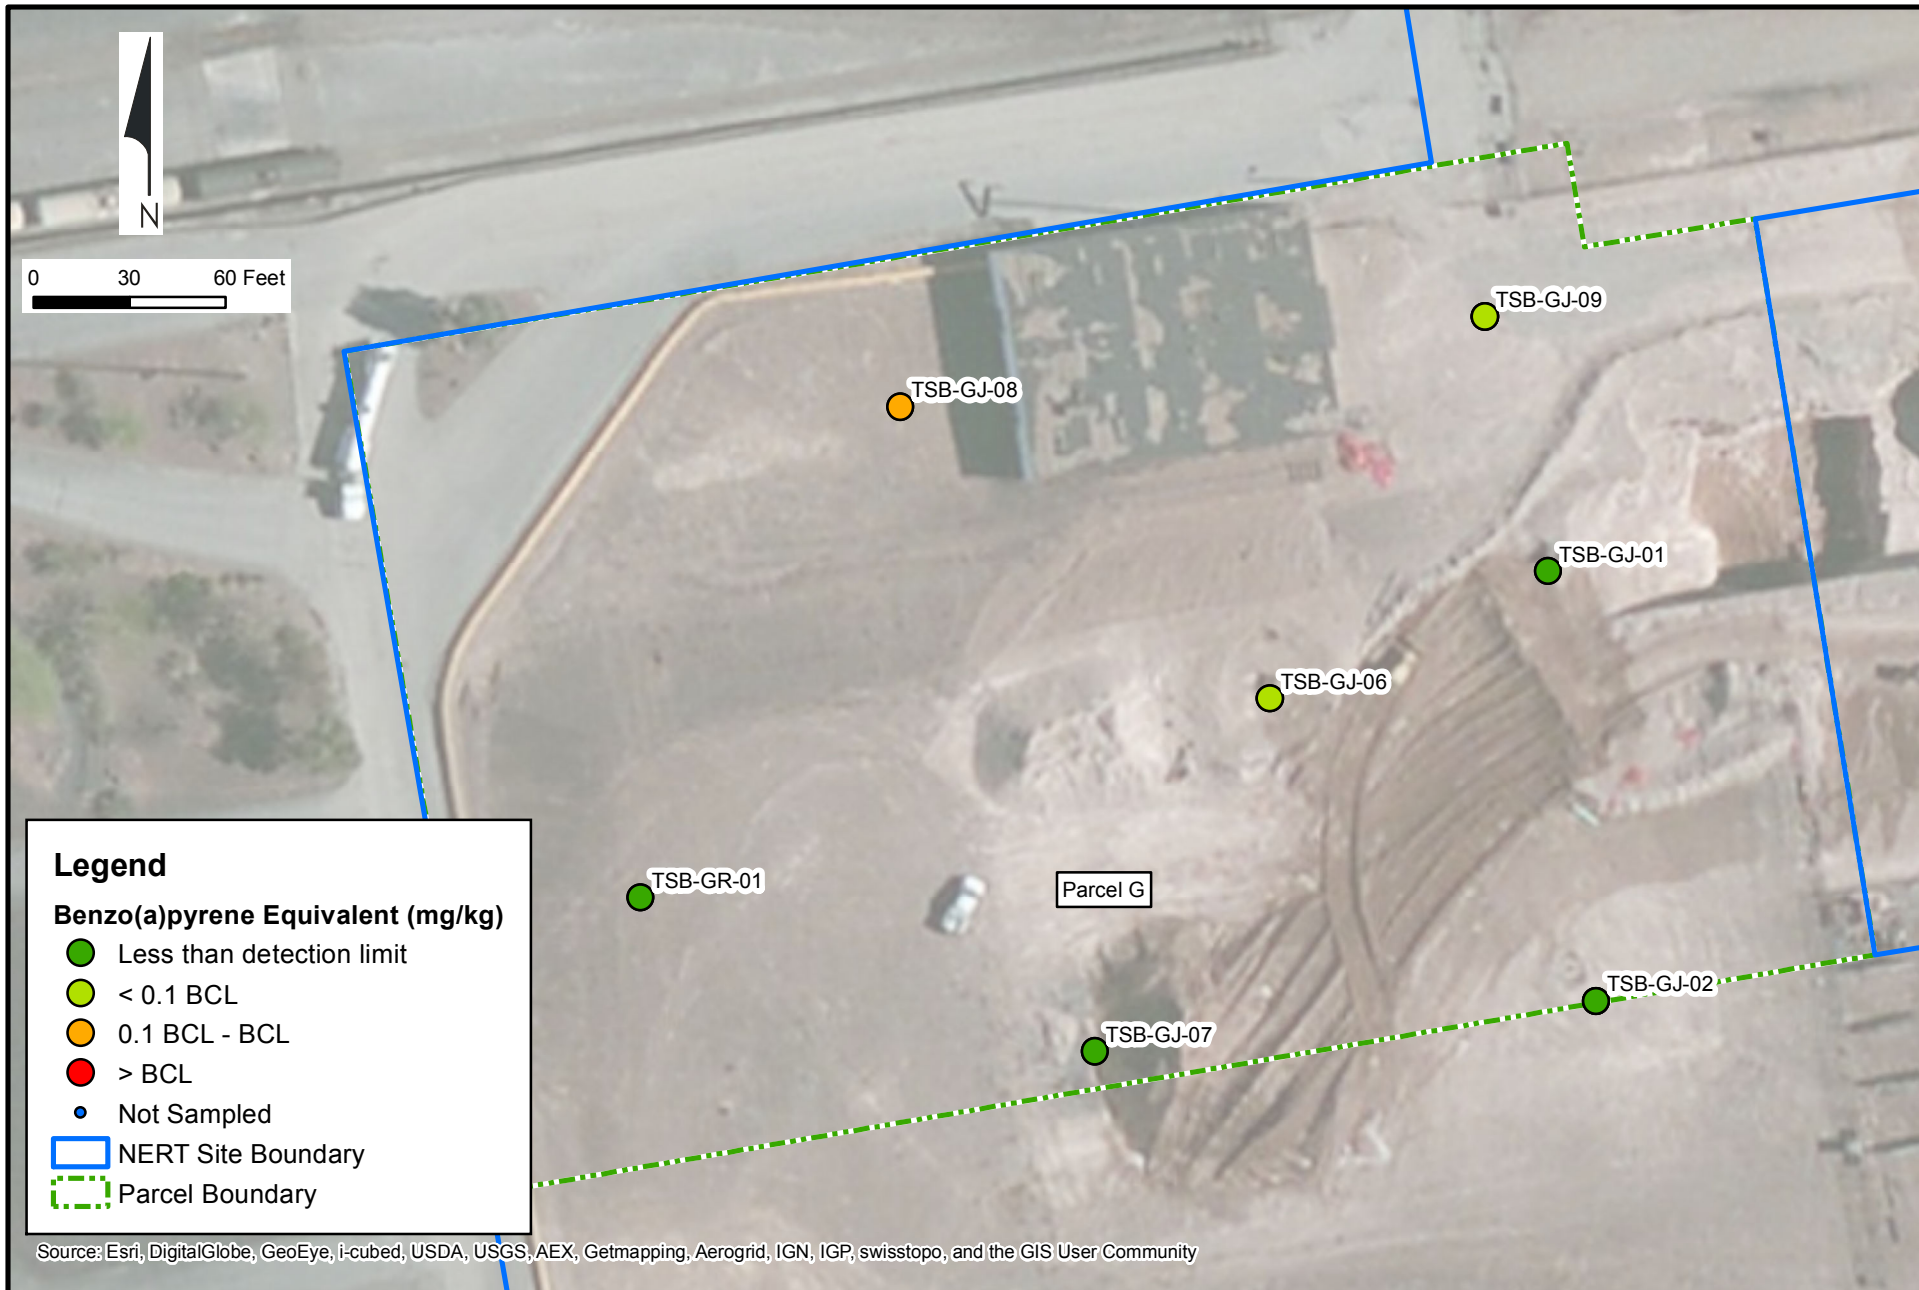 N
0 30 60 Feet
TSB-GJ-09
TSB-GJ-08
TSB-GJ-01
TSB-GJ-06
TSB-GR-01
Parcel G
TSB-GJ-02
TSB-GJ-07
Legend
Benzo(a)pyrene Equivalent (mg/kg)
Less than detection limit
< 0.1 BCL
0.1 BCL - BCL
> BCL
Not Sampled
NERT Site Boundary
Parcel Boundary
Source: Esri, DigitalGlobe, GeoEye, i-cubed, USDA, USGS, AEX, Getmapping, Aerogrid, IGN, IGP, swisstopo, and the GIS User Community